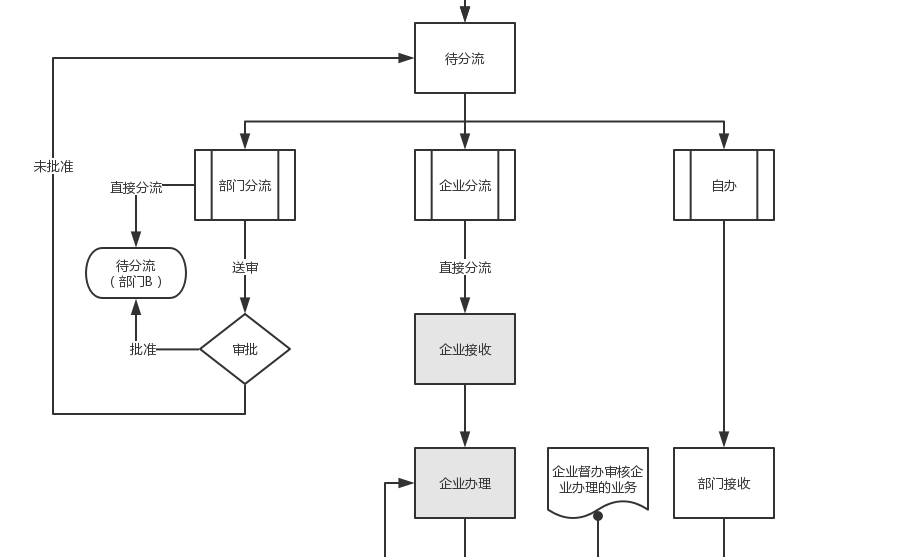 待分流
未批准
部门分流
企业分流
自办
直接分流
待分流
（部门B）
送审
直接分流
批准
审批
企业接收
企业办理
企业督办审核企
业办理的业务
部门接收